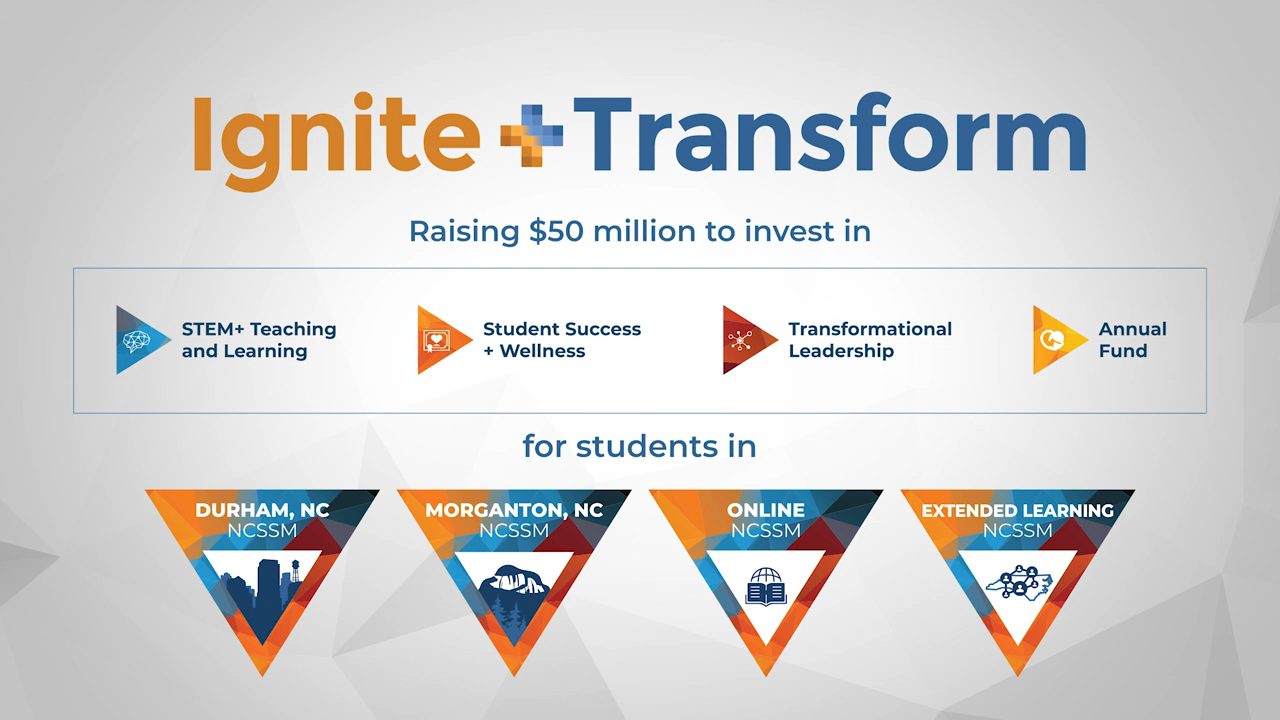 Ignite + Transform
Raising $50 million to invest in
STEM+ Teaching
and Learning
Student Success
+ Wellness
Transformational
Leadership
Annual
Fund
for students in
DURHAM, NC
NCSSM
MORGANTON, NC
NCSSM
ONLINE
NCSSM
EXTENDED LEARNING
NCSSM